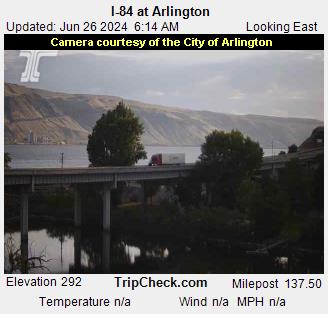 I-84 at Arlington
Updated: Jun 26 2024 6:14 AM Looking East
Camera courtesy of the City of Arlington
Elevation 292 TripCheck.com Milepost 137.50
Temperature n/a Wind n/a MPH n/a